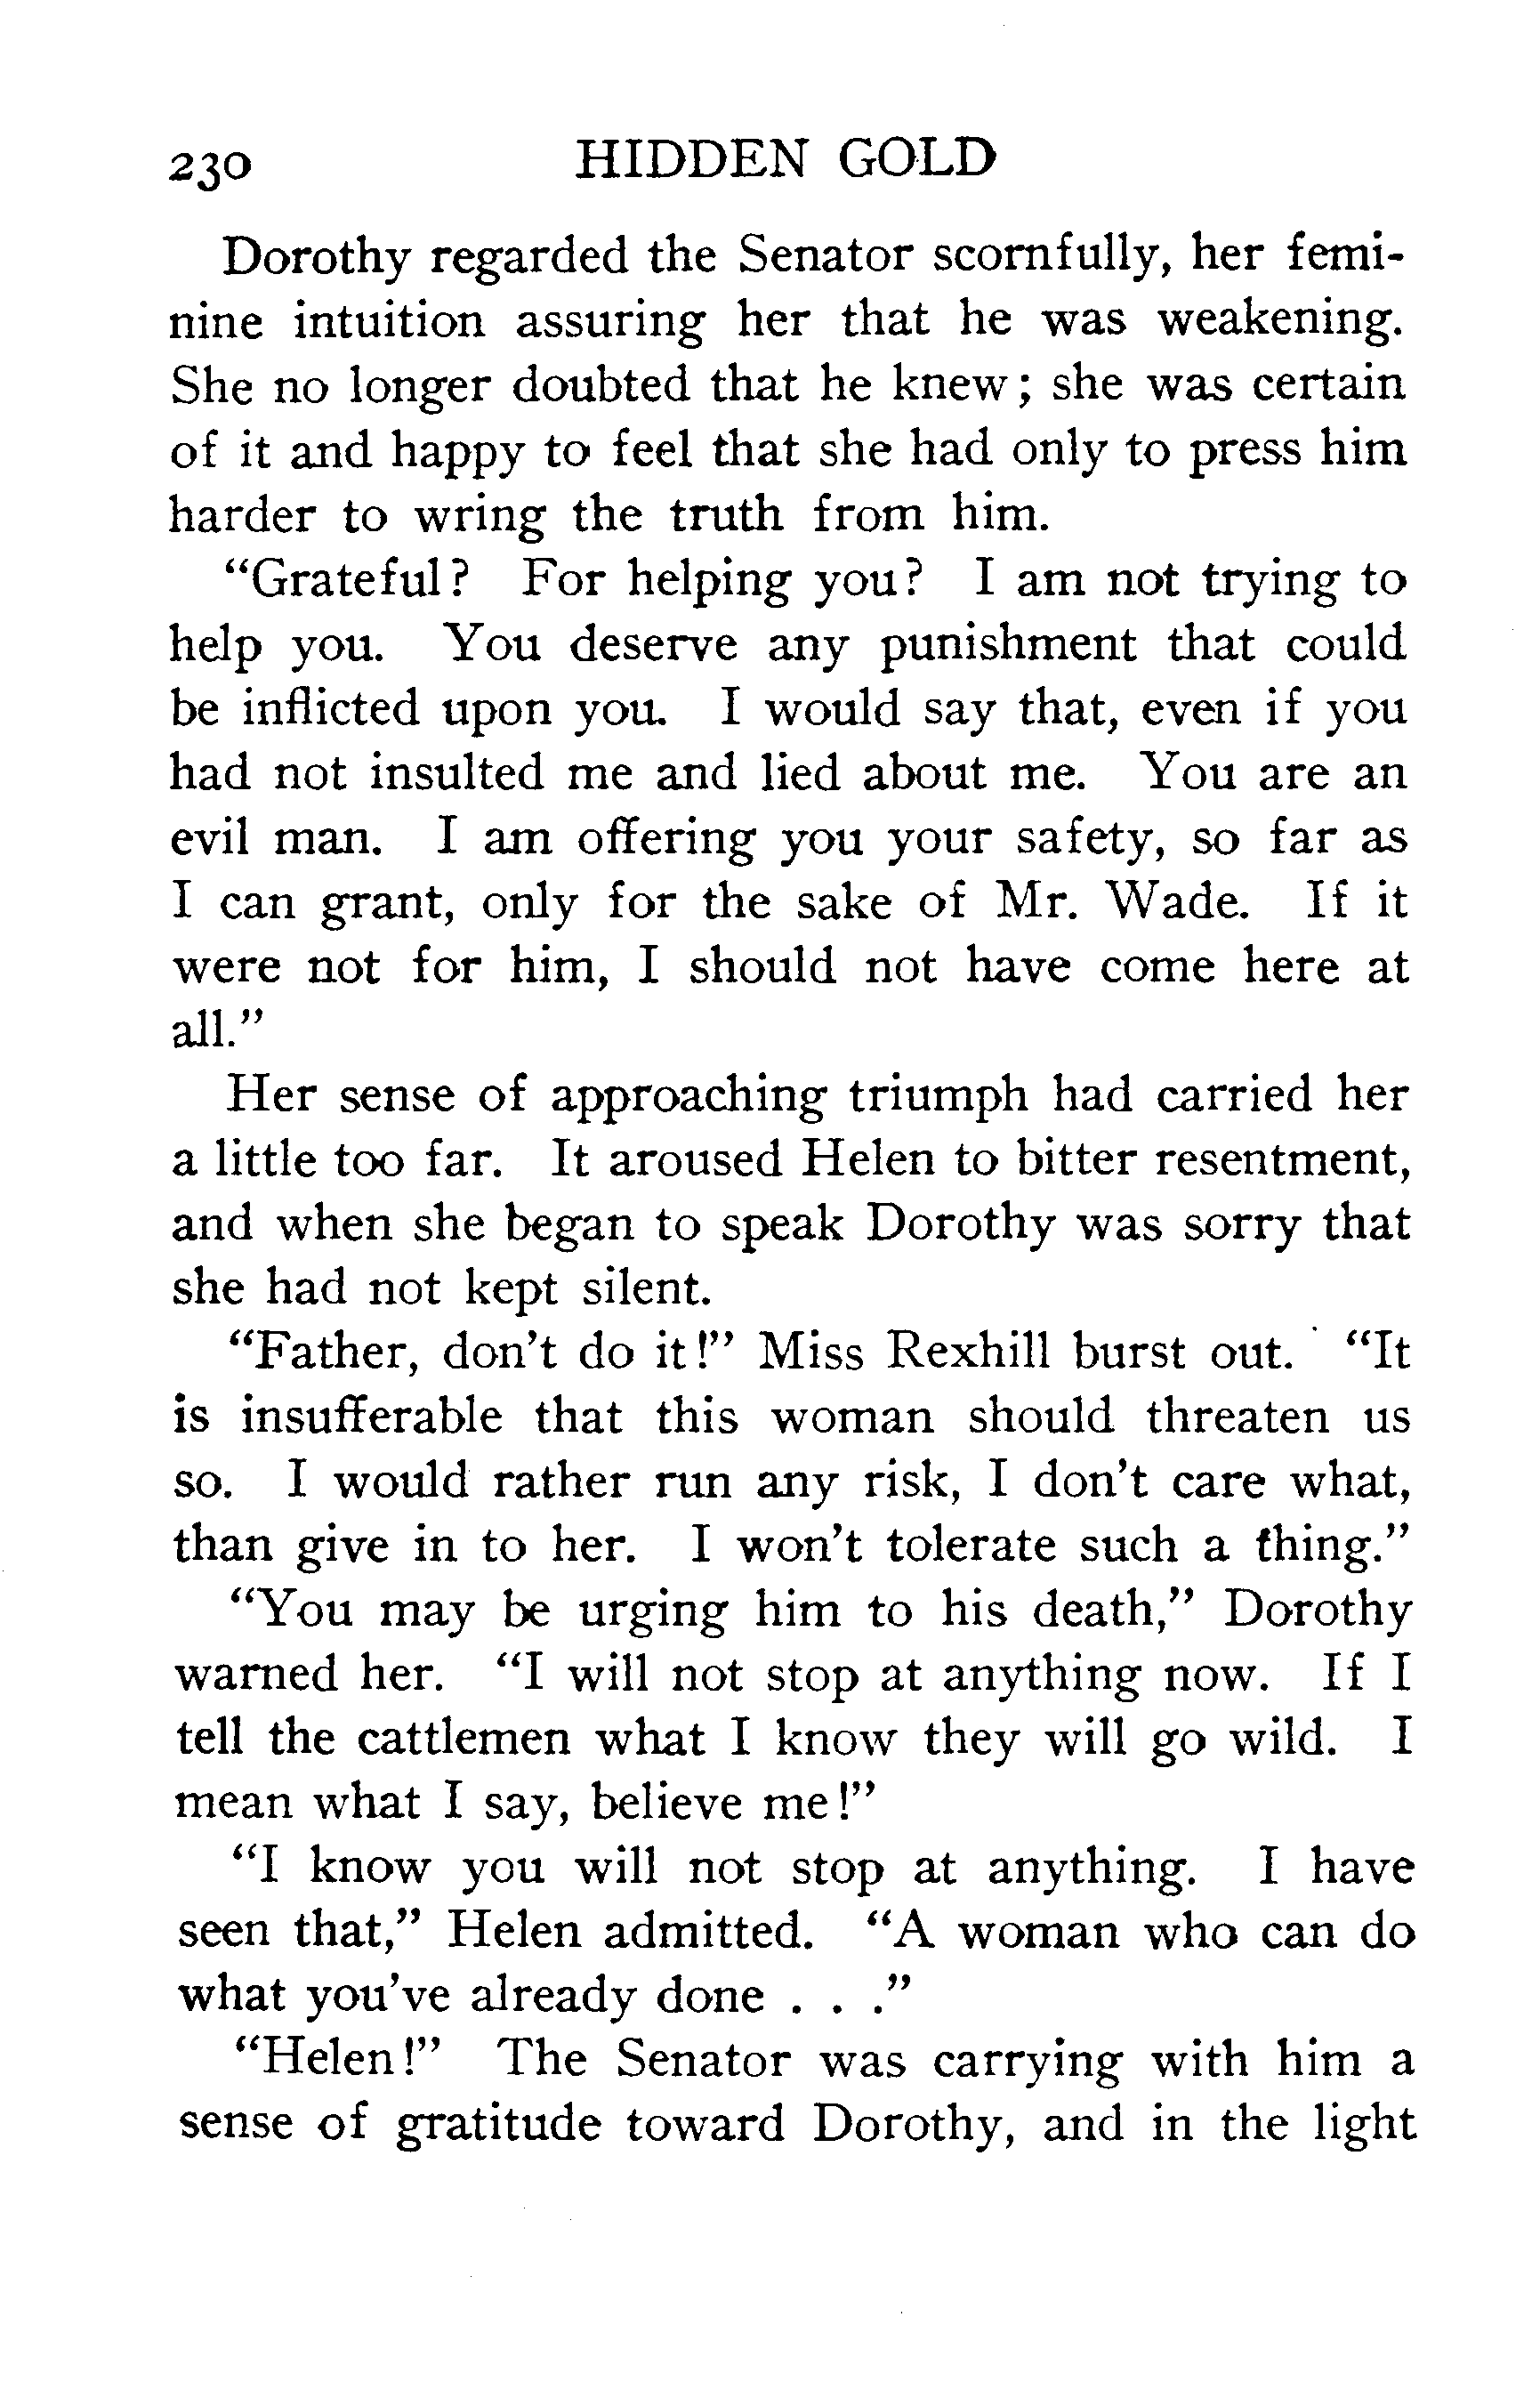 230 HIDDEN GOLD
Dorothy regarded the Senator scornfully, her femi-
nine intuition assuring her that he was weakening.
She no longer doubted that he knew; she was certain
of it and happy to feel that she had only to press him
harder to wring the truth from him.
“Grateful? For helping you? I am not trying to
help you. You deserve any punishment that could
be inflicted upon you. I would say that, even if you
had not insulted me and lied about me. You are an
evil man. I am offering you your safety, so far as
I can grant, only for the sake of Mr. Wade. If it
were not for him, I should not have come here at
all.”
Her sense of approaching triumph had carried her
a little too far. It aroused Helen to bitter resentment,
and when she began to speak Dorothy was sorry that
she had not kept silent.
“Father, don’t do it!” Miss Rexhill burst out. “It
is insufferable that this woman should threaten us
so. I would rather run any risk, I don’t care what,
than give in to her. I won’t tolerate such a thing.”
“You may be urging him to his death,” Dorothy
warned her. “I will not stop at anything now. If I
tell the cattlemen what I know they will go wild. I
mean what I say, believe me!”
“I know you will not stop at anything. I have
seen that,” Helen admitted. “A woman who can do
what you’ve already done . . .”
“Helen!” The Senator was carrying with him a
sense of gratitude toward Dorothy, and in the light